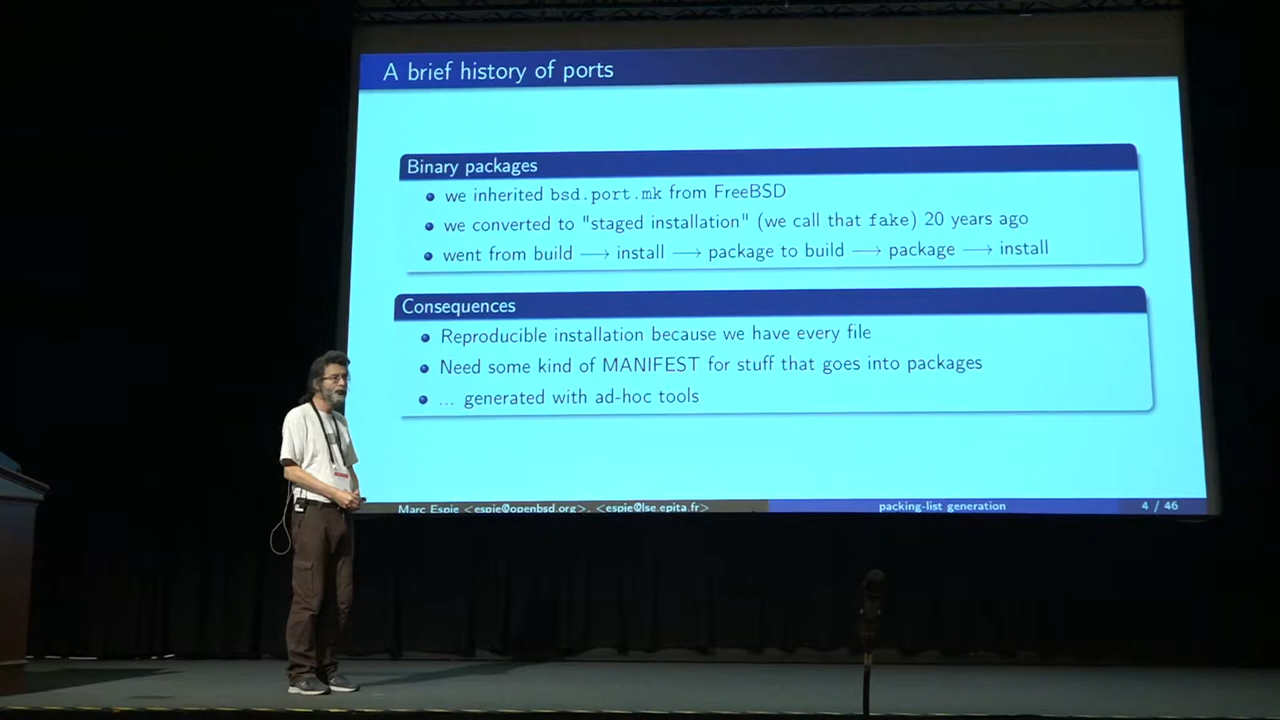 A brief history of ports
Binary packages
we inherited bsd.port.mk from FreeBSD
we converted to "staged installation" (we call that fake) 20 years ago
went from build → install → package to build → package → install
Consequences
Reproducible installation because we have every file
Need some kind of MANIFEST for stuff that goes into packages
... generated with ad-hoc tools
Marc Espie <espie@openbsd.org>, <espie@lse.epita.fr> packing-list generation 4 / 46